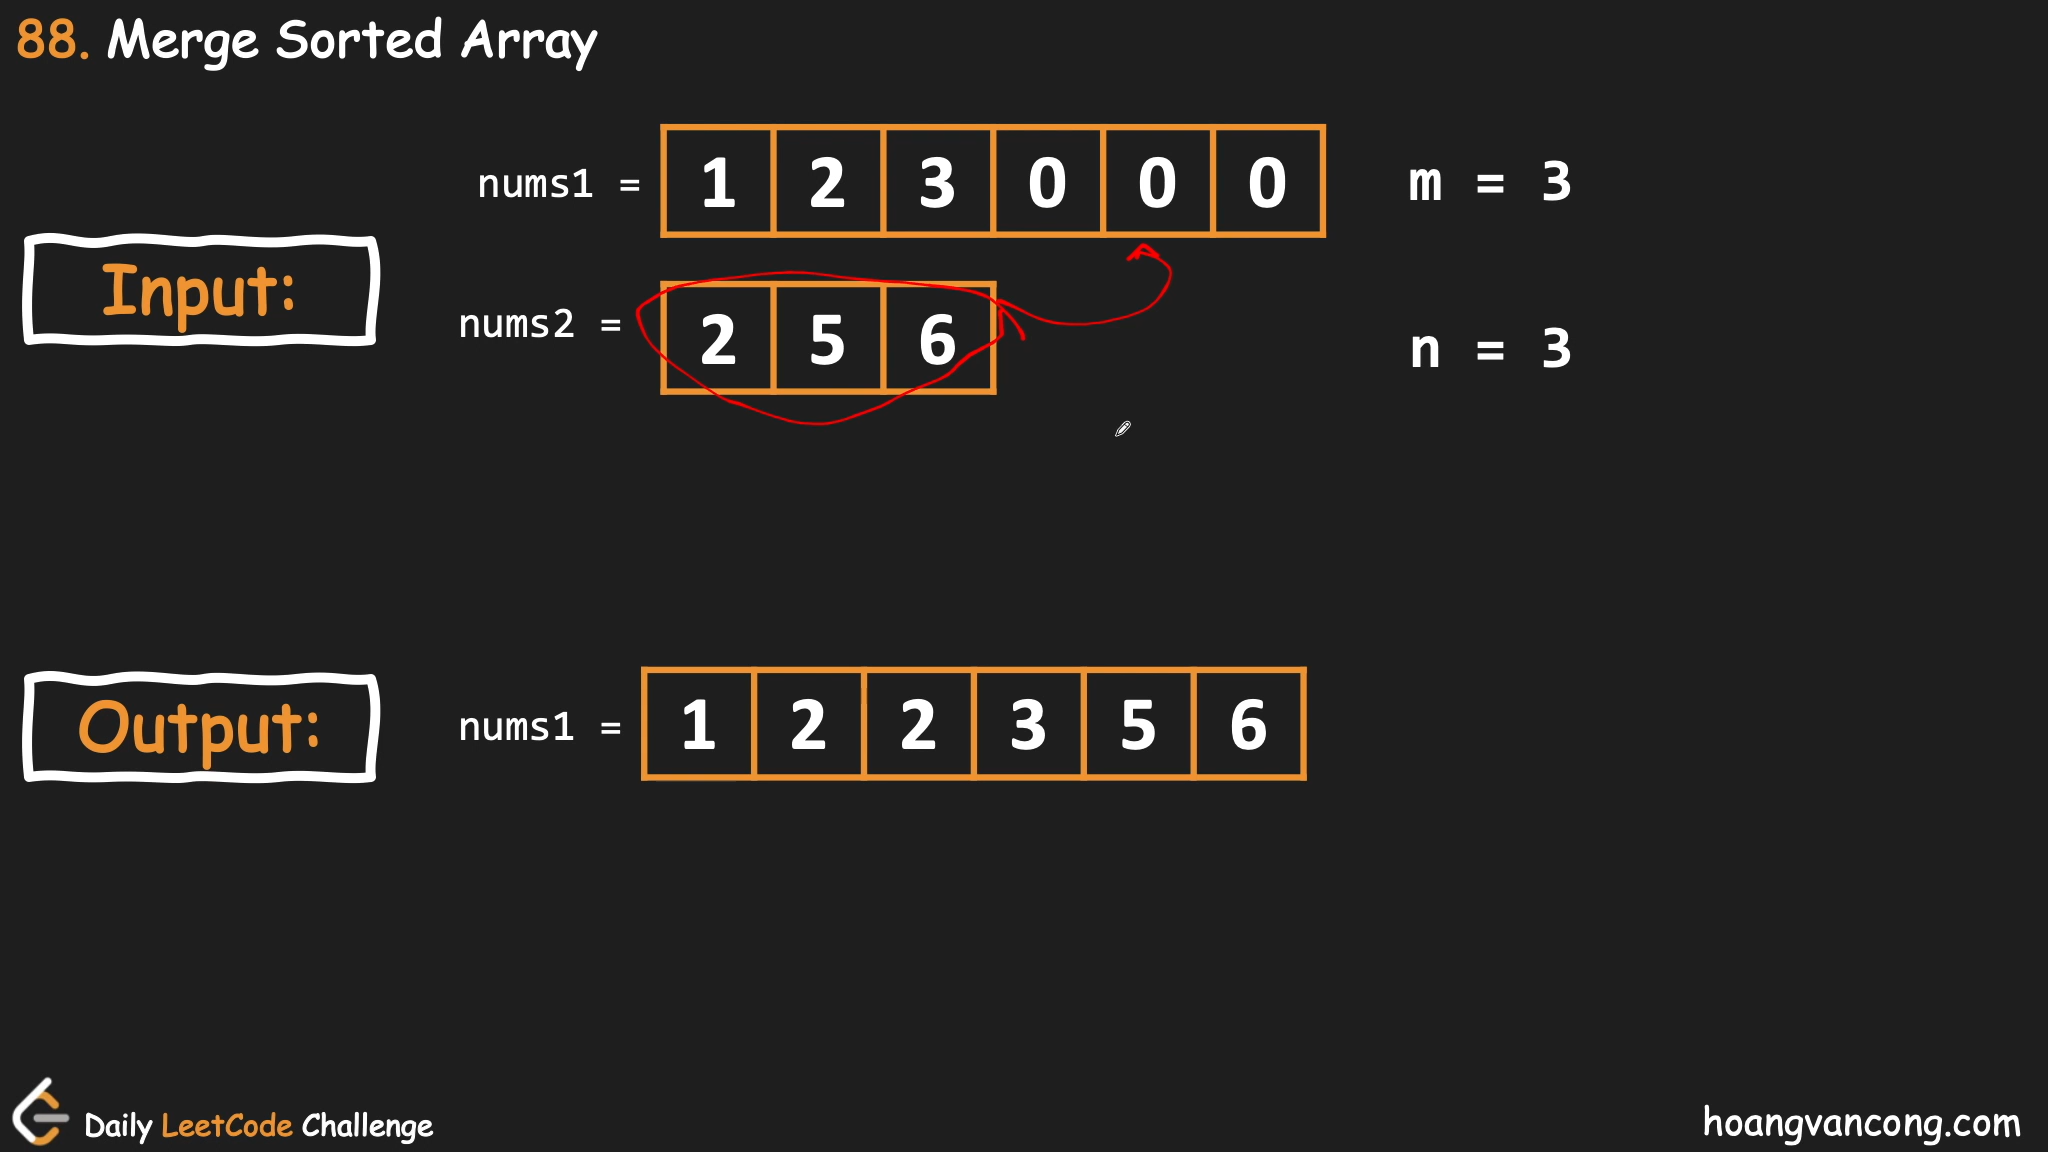 88. Merge Sorted Array
nums1 = 1 2 3 0 0 0 m = 3
Input:
nums2 = 2 5 6 n = 3
Output:
nums1 = 1 2 2 3 5 6
Daily LeetCode Challenge
hoangvancong.com